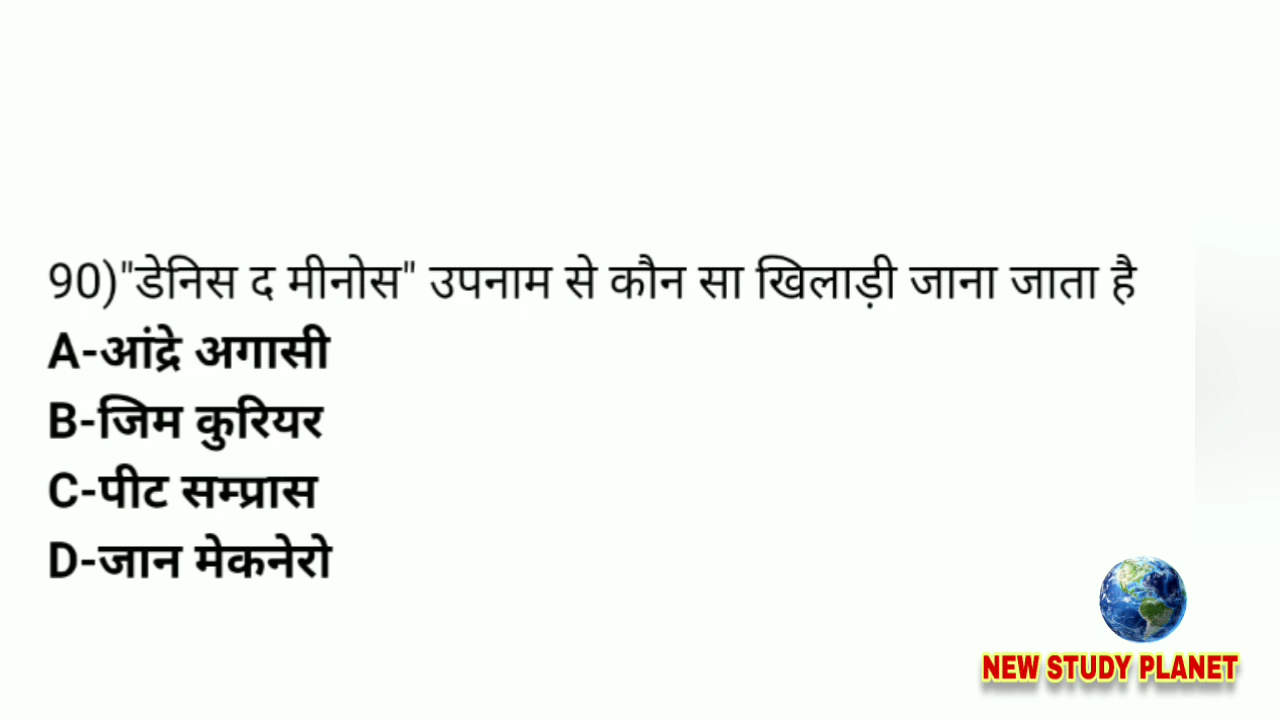 90)"डेनिस द मीनोस" उपनाम से कौन सा खिलाड़ी जाना जाता है
A-आंद्रे अगासी
B-जिम कुरियर
C-पीट सम्प्रास
D-जान मेकनेरो
NEW STUDY PLANET